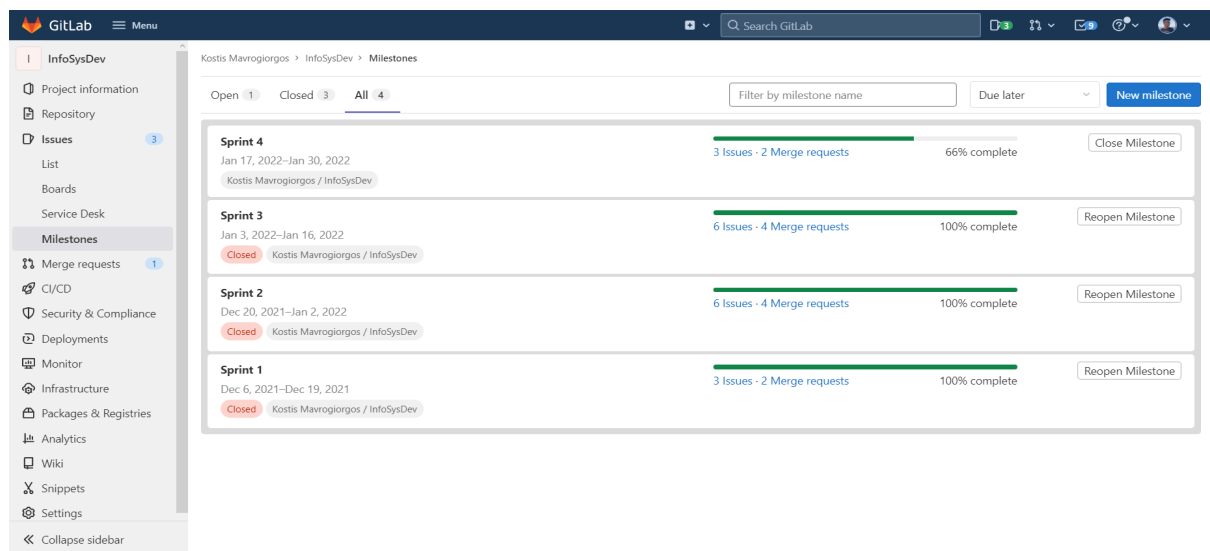 GitLab Menu Search GitLab 3 9
I InfoSysDev
Project information
Repository
Issues 3
List
Boards
Service Desk
Milestones
Merge requests 1
CI/CD
Security & Compliance
Deployments
Monitor
Infrastructure
Packages & Registries
Analytics
Wiki
Snippets
Settings
Collapse sidebar
Kostis Mavrogiorgos > InfoSysDev > Milestones
Open 1 Closed 3 All 4 Filter by milestone name Due later New milestone
Sprint 4
Jan 17, 2022–Jan 30, 2022
Kostis Mavrogiorgos / InfoSysDev
3 Issues · 2 Merge requests 66% complete
Close Milestone
Sprint 3
Jan 3, 2022–Jan 16, 2022
Closed Kostis Mavrogiorgos / InfoSysDev
6 Issues · 4 Merge requests 100% complete
Reopen Milestone
Sprint 2
Dec 20, 2021–Jan 2, 2022
Closed Kostis Mavrogiorgos / InfoSysDev
6 Issues · 4 Merge requests 100% complete
Reopen Milestone
Sprint 1
Dec 6, 2021–Dec 19, 2021
Closed Kostis Mavrogiorgos / InfoSysDev
3 Issues · 2 Merge requests 100% complete
Reopen Milestone